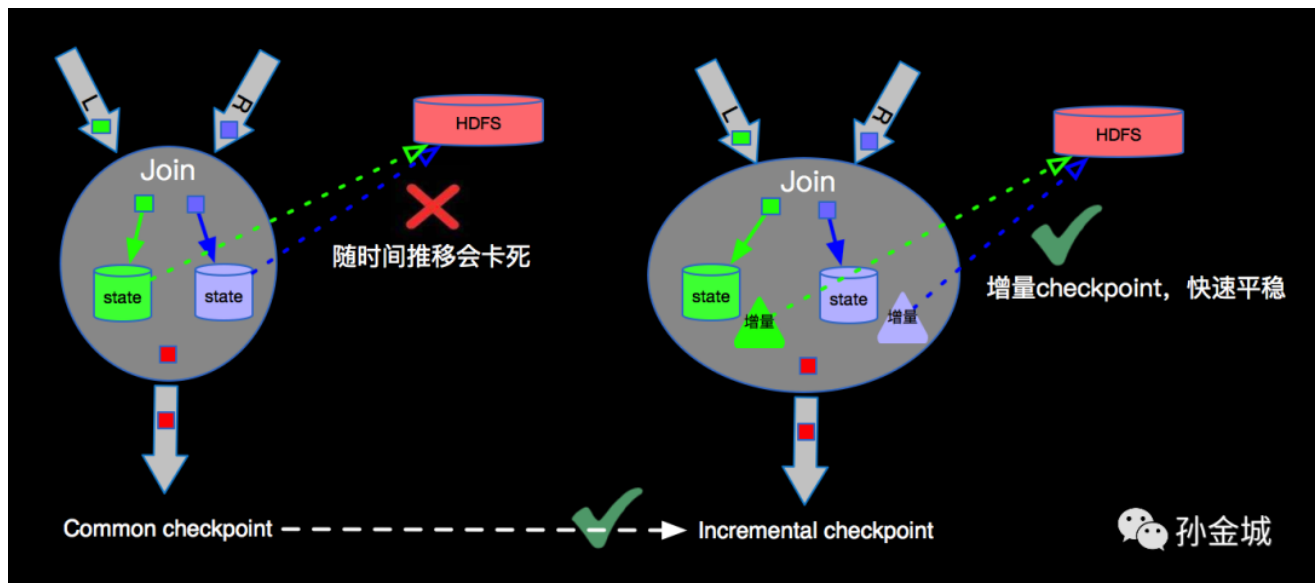 L
R
HDFS
Join
state
state
随时间推移会卡死
Common checkpoint
L
R
HDFS
Join
state
state
增量
增量
增量checkpoint，快速平稳
Incremental checkpoint
孙金城